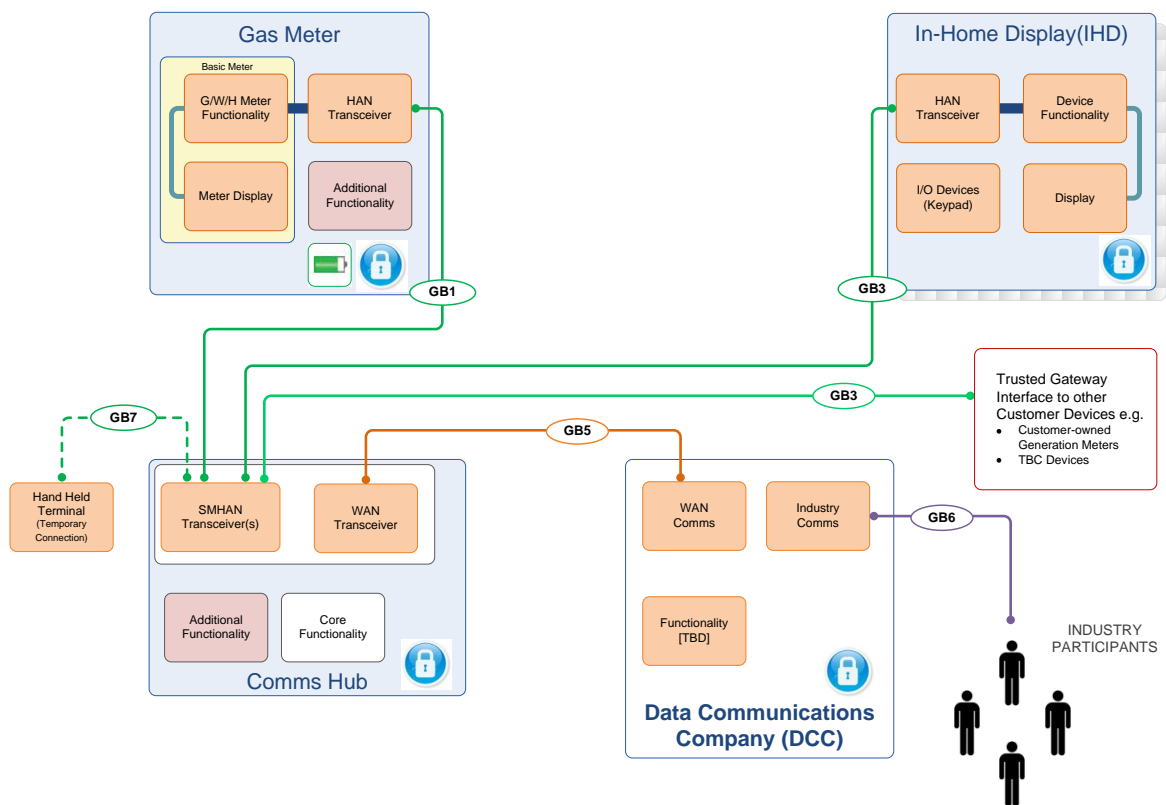 Gas Meter
Basic Meter
G/W/H Meter
Functionality
HAN
Transceiver
Meter Display
Additional
Functionality
GB1
In-Home Display(IHD)
HAN
Transceiver
Device
Functionality
I/O Devices
(Keypad)
Display
GB3
GB3
Trusted Gateway
Interface to other
Customer Devices e.g.
• Customer-owned
Generation Meters
• TBC Devices
GB7
GB5
Hand Held
Terminal
(Temporary
Connection)
SMHAN
Transceiver(s)
WAN
Transceiver
Additional
Functionality
Core
Functionality
Comms Hub
WAN
Comms
Industry
Comms
GB6
Functionality
[TBD]
Data Communications
Company (DCC)
INDUSTRY
PARTICIPANTS